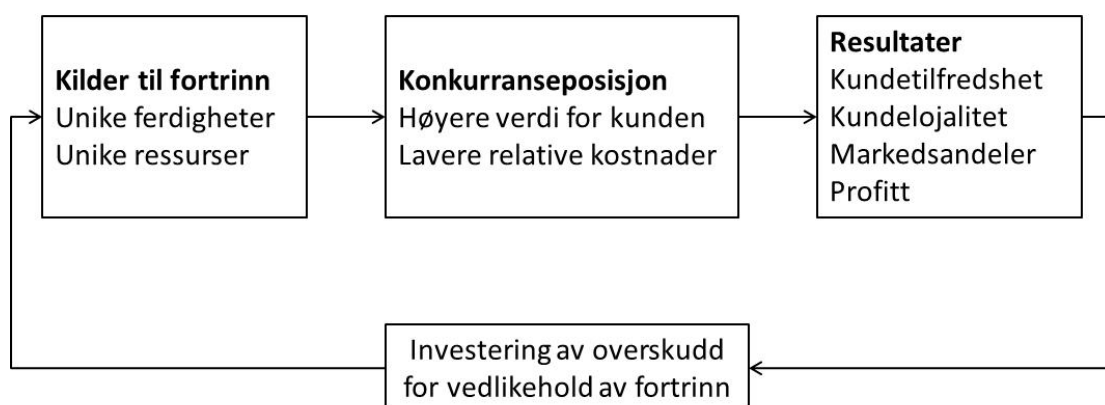 Kilder til fortrinn
Unike ferdigheter
Unike ressurser
Konkurranseposisjon
Høyere verdi for kunden
Lavere relative kostnader
Resultater
Kundetilfredshet
Kundelojalitet
Markedsandeler
Profitt
Investering av overskudd
for vedlikehold av fortrinn